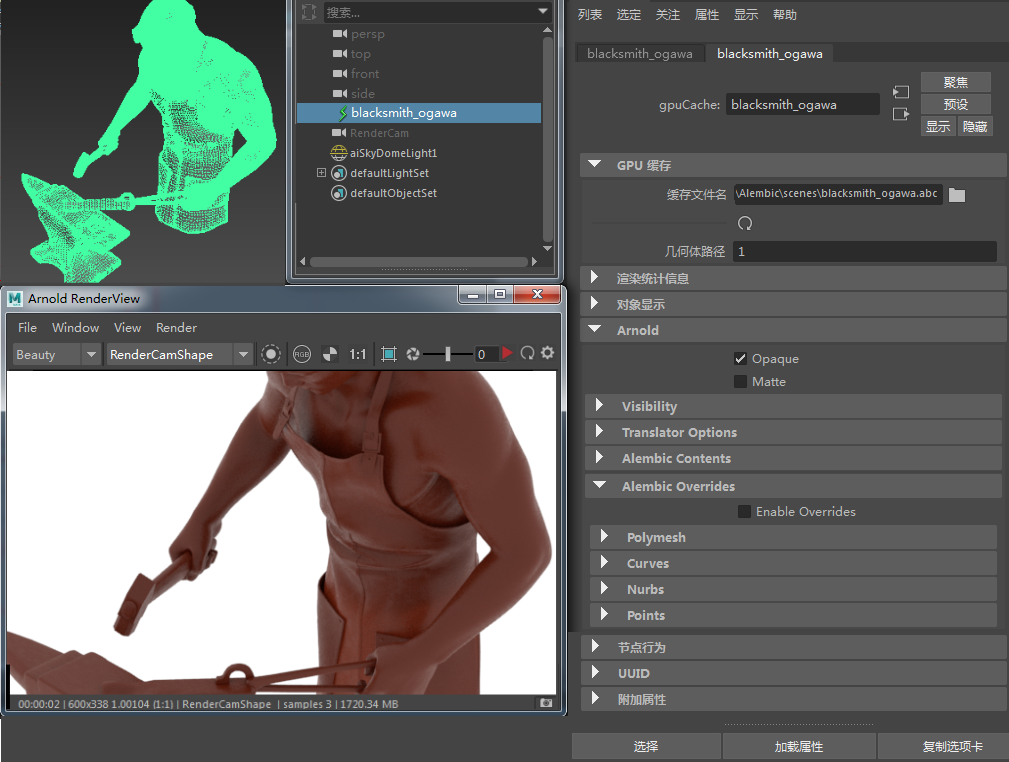 搜索...
persp
top
front
side
blacksmith_ogawa
RenderCam
aiSkyDomeLight1
defaultLightSet
defaultObjectSet
Arnold RenderView
File Window View Render
Beauty RenderCamShape RGB 1:1 0
00:00:02 | 600x338 1.00104 (1:1) | RenderCamShape | samples 3 | 1720.34 MB
列表 选定 关注 属性 显示 帮助
blacksmith_ogawa blacksmith_ogawa
gpuCache: blacksmith_ogawa
聚焦
预设
显示 隐藏
GPU 缓存
缓存文件名 \Alembic\scenes\blacksmith_ogawa.abc
几何体路径 1
渲染统计信息
对象显示
Arnold
Opaque
Matte
Visibility
Translator Options
Alembic Contents
Alembic Overrides
Enable Overrides
Polymesh
Curves
Nurbs
Points
节点行为
UUID
附加属性
选择 加载属性 复制选项卡